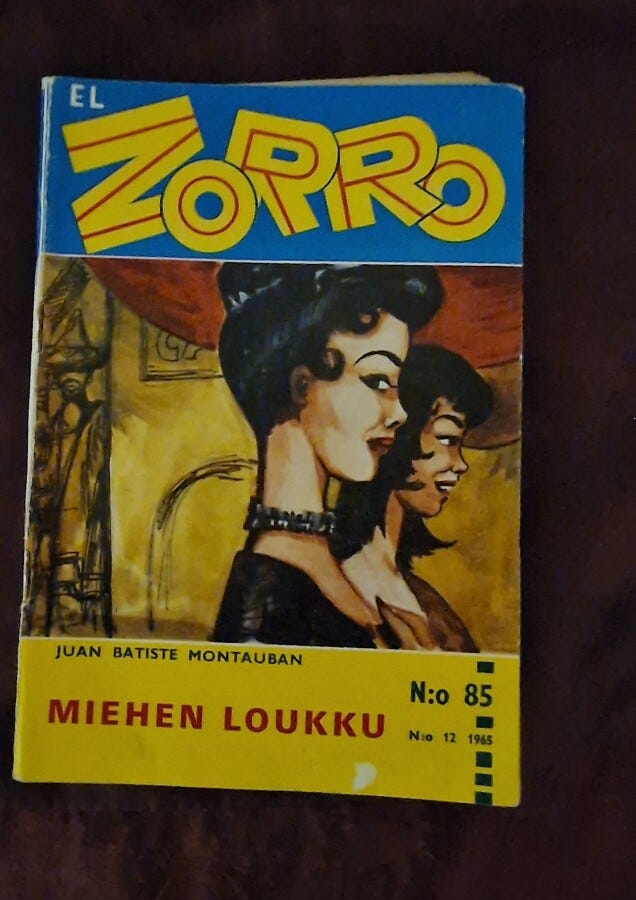 EL
ZORRO
JUAN BATISTE MONTAUBAN
N:o 85
MIEHEN LOUKKU
N:o 12 1965